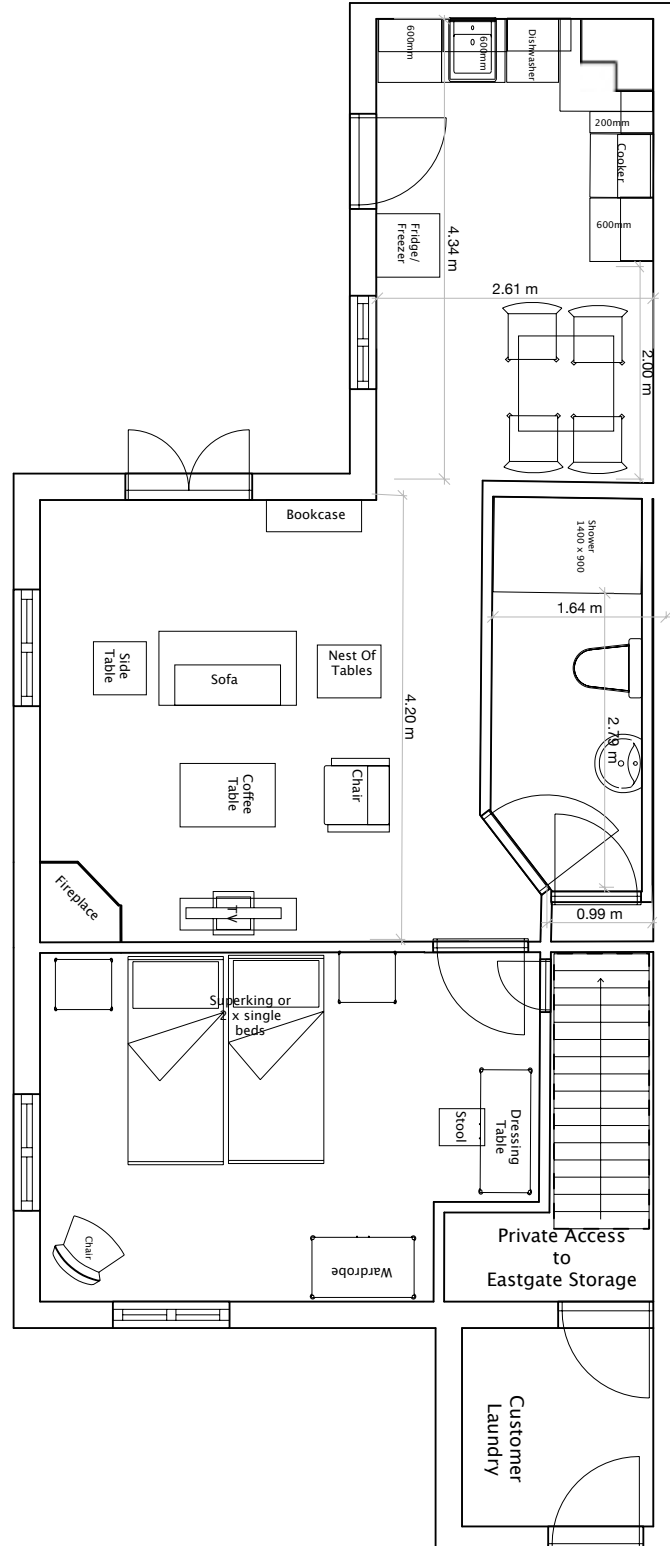 600mm
600mm
Dishwasher
200mm
Cooker
600mm
Fridge/
Freezer
4.34 m
2.61 m
2.00 m
Bookcase
Shower
1400 x 900
1.64 m
Side
Table
Sofa
Nest Of
Tables
4.20 m
2.79 m
Coffee
Table
Chair
Fireplace
TV
0.99 m
Superking or
2 x single
beds
Stool
Dressing
Table
Chair
Wardrobe
Private Access
to
Eastgate Storage
Customer
Laundry